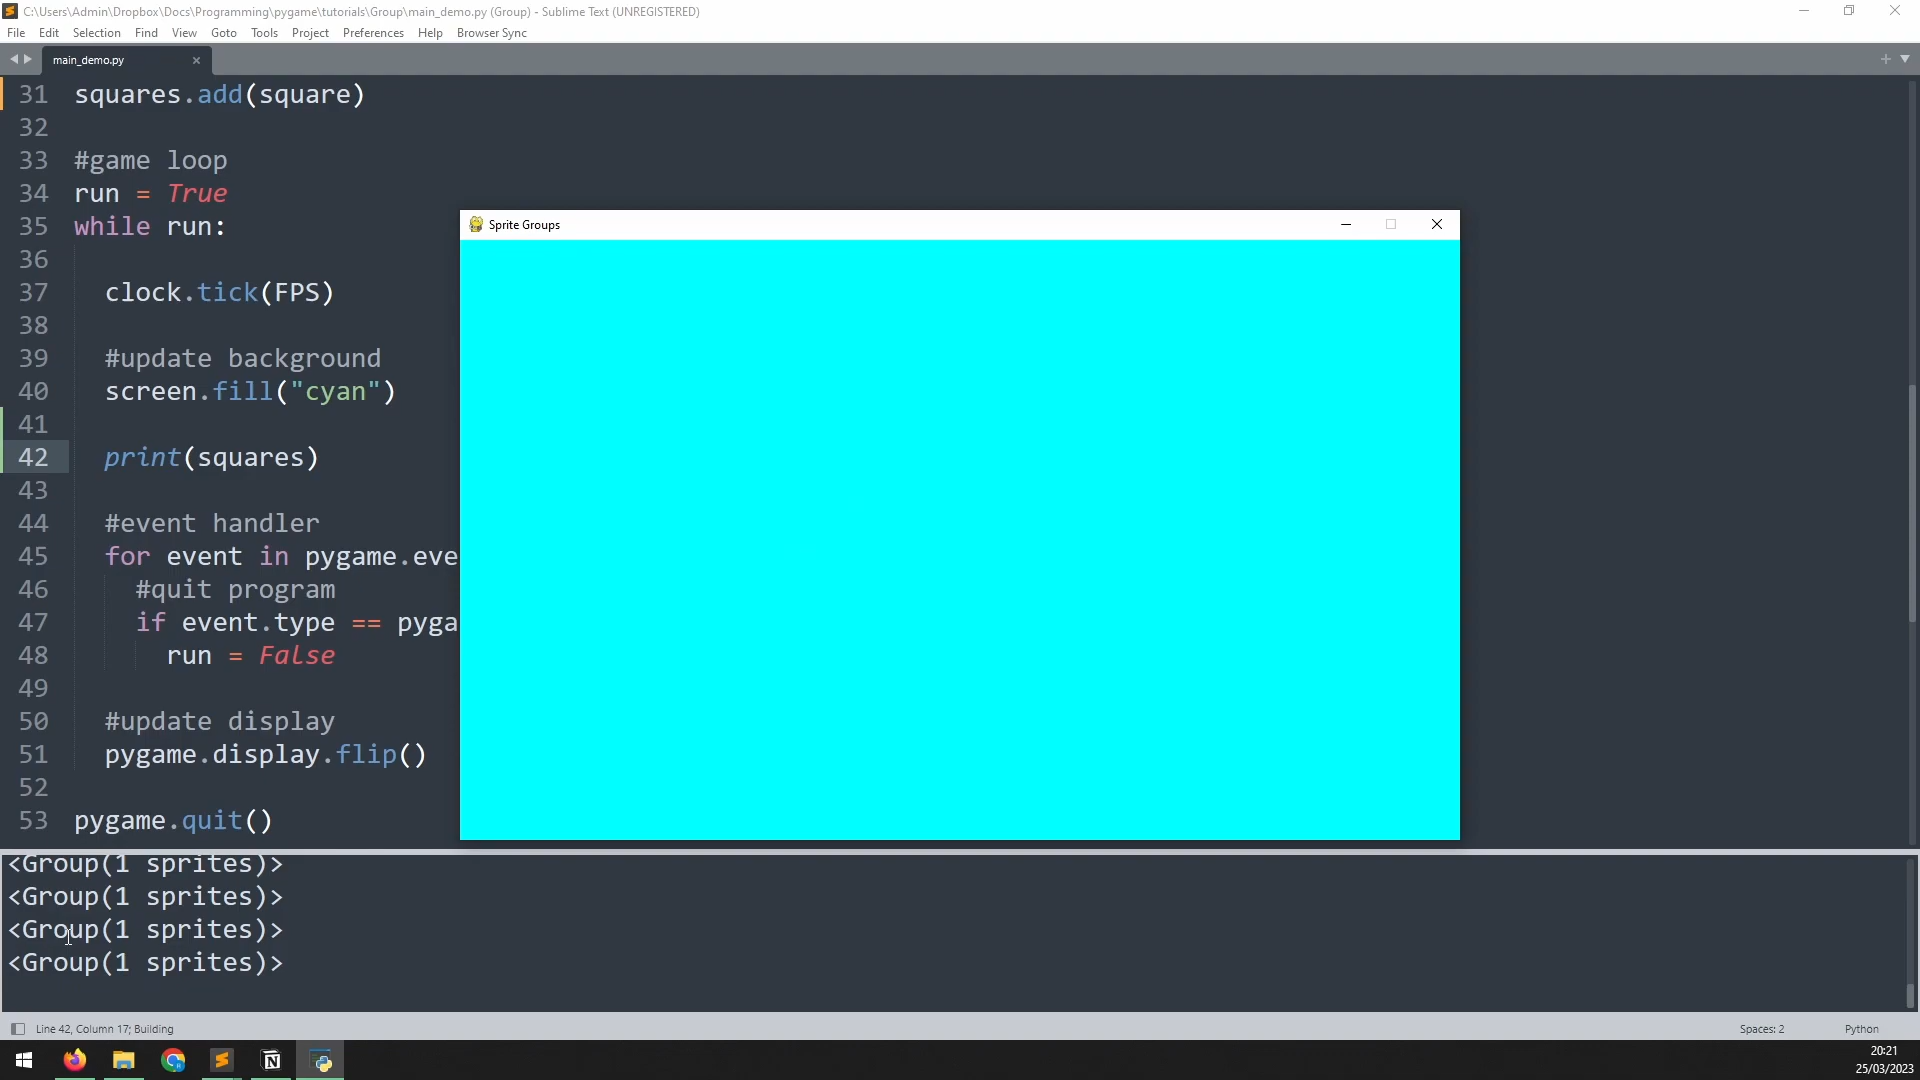 C:\Users\Admin\Dropbox\Docs\Programming\pygame\tutorials\Group\main_demo.py (Group) - Sublime Text (UNREGISTERED)
File Edit Selection Find View Goto Tools Project Preferences Help Browser Sync
main_demo.py
31 squares.add(square)
32
33 #game loop
34 run = True
35 while run:
36
37 clock.tick(FPS)
38
39 #update background
40 screen.fill("cyan")
41
42 print(squares)
43
44 #event handler
45 for event in pygame.eve
46 #quit program
47 if event.type == pyga
48 run = False
49
50 #update display
51 pygame.display.flip()
52
53 pygame.quit()
Sprite Groups
<Group(1 sprites)>
<Group(1 sprites)>
<Group(1 sprites)>
<Group(1 sprites)>
Line 42, Column 17; Building
Spaces: 2
Python
20:21
25/03/2023